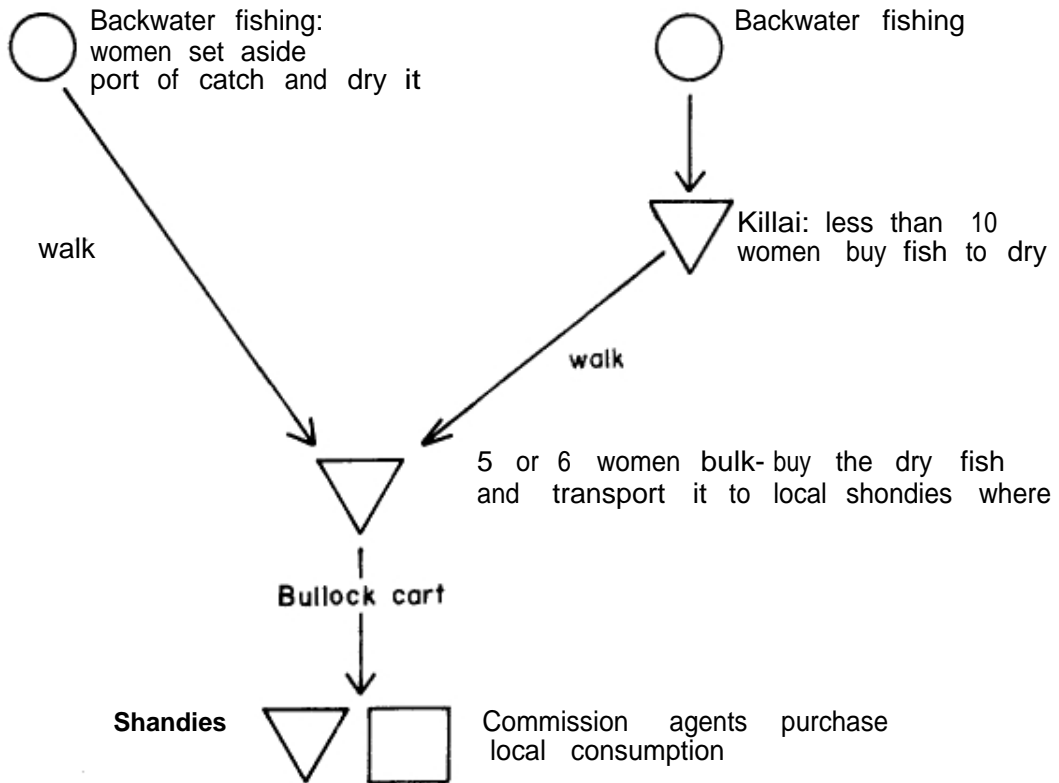 Backwater fishing:
women set aside
port of catch and dry it
Backwater fishing
Killai: less than 10
women buy fish to dry
walk
walk
5 or 6 women bulk- buy the dry fish
and transport it to local shondies where
Bullock cart
Shandies
Commission agents purchase
local consumption